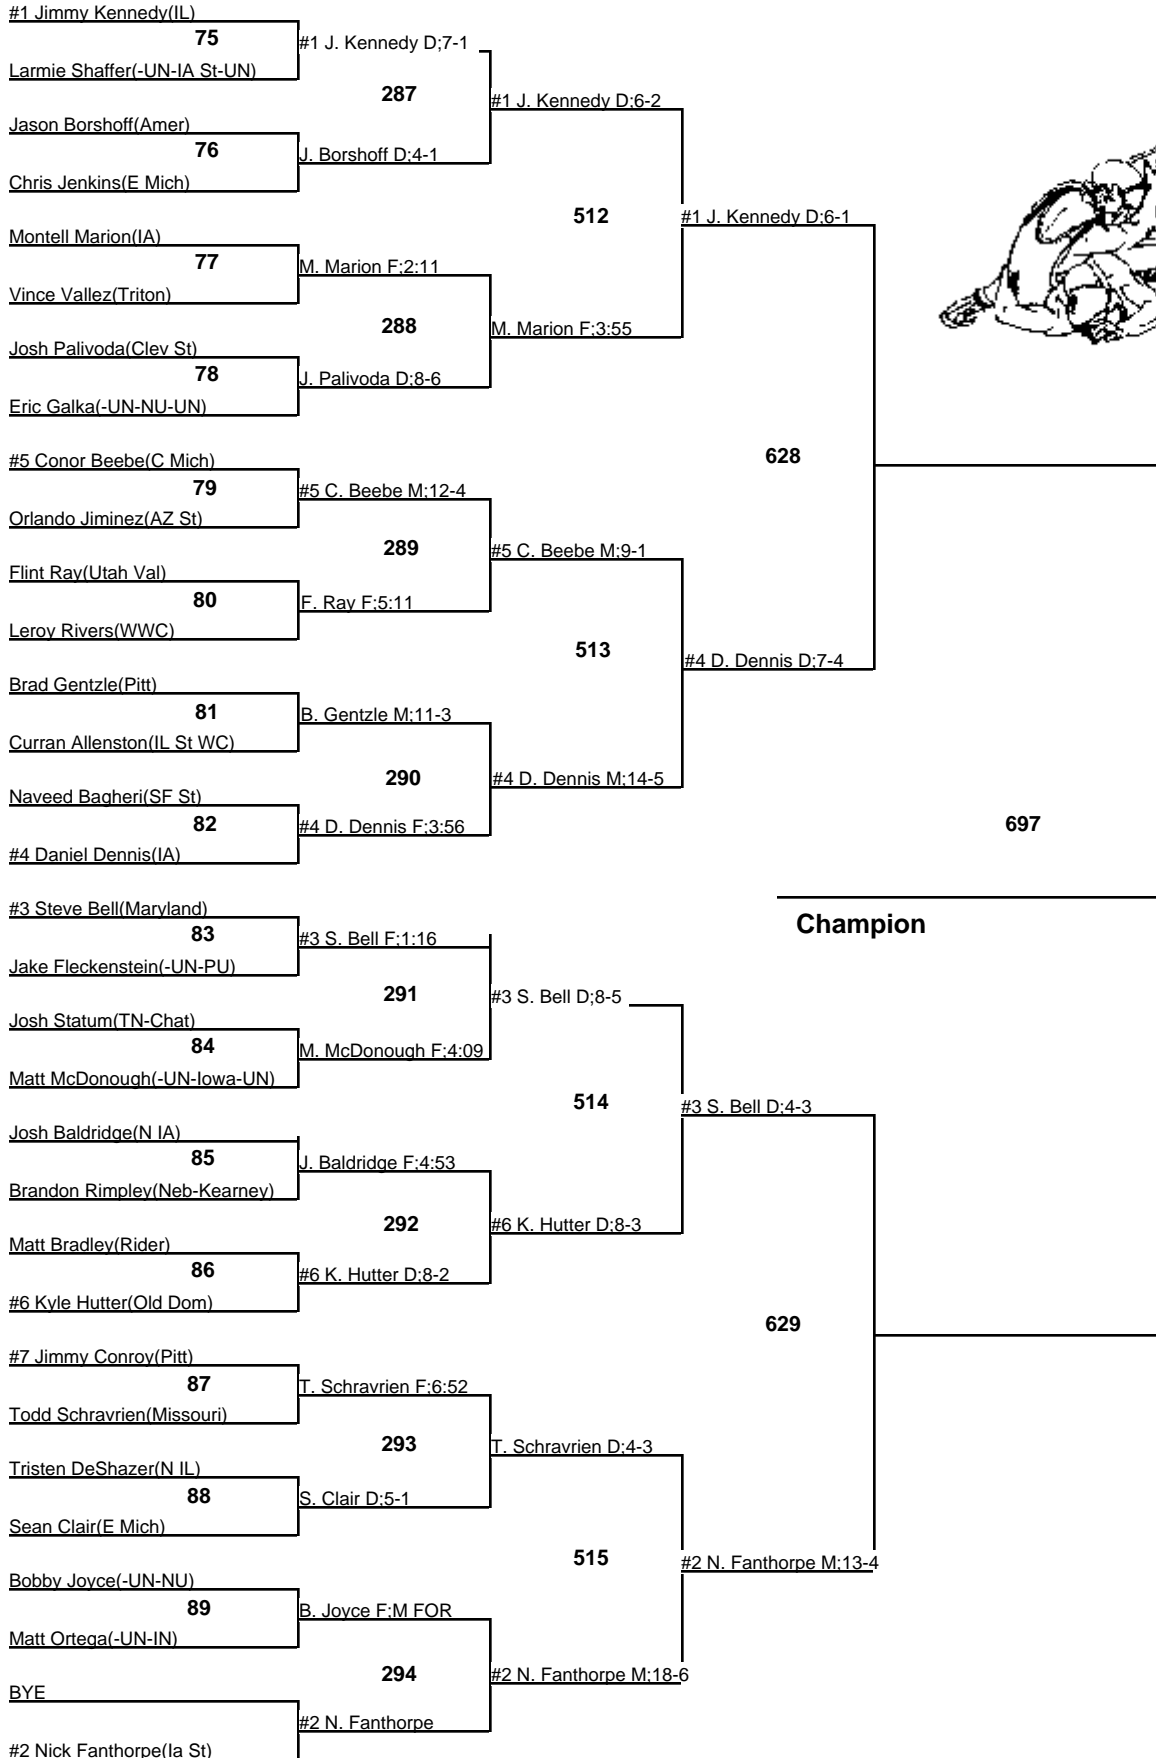 #1 Jimmy Kennedy(IL)
75
#1 J. Kennedy D;7-1
Larmie Shaffer(-UN-IA St-UN)
287
#1 J. Kennedy D;6-2
Jason Borshoff(Amer)
76
J. Borshoff D;4-1
Chris Jenkins(E Mich)
512
#1 J. Kennedy D;6-1
Montell Marion(IA)
77
M. Marion F;2:11
Vince Vallez(Triton)
288
M. Marion F;3:55
Josh Palivoda(Clev St)
78
J. Palivoda D;8-6
Eric Galka(-UN-NU-UN)
628
#5 Conor Beebe(C Mich)
79
#5 C. Beebe M;12-4
Orlando Jiminez(AZ St)
289
#5 C. Beebe M;9-1
Flint Ray(Utah Val)
80
F. Ray F;5:11
Leroy Rivers(WWC)
513
#4 D. Dennis D;7-4
Brad Gentzle(Pitt)
81
B. Gentzle M;11-3
Curran Allenston(IL St WC)
290
#4 D. Dennis M;14-5
Naveed Bagheri(SF St)
82
#4 D. Dennis F;3:56
697
#4 Daniel Dennis(IA)
#3 Steve Bell(Maryland)
Champion
83
#3 S. Bell F;1:16
Jake Fleckenstein(-UN-PU)
291
#3 S. Bell D;8-5
Josh Statum(TN-Chat)
84
M. McDonough F;4:09
Matt McDonough(-UN-Iowa-UN)
514
#3 S. Bell D;4-3
Josh Baldridge(N IA)
85
J. Baldridge F;4:53
Brandon Rimpley(Neb-Kearney)
292
#6 K. Hutter D;8-3
Matt Bradley(Rider)
86
#6 K. Hutter D;8-2
#6 Kyle Hutter(Old Dom)
629
#7 Jimmy Conroy(Pitt)
87
T. Schravrien F;6:52
Todd Schravrien(Missouri)
293
T. Schravrien D;4-3
Tristen DeShazer(N IL)
88
S. Clair D;5-1
Sean Clair(E Mich)
515
#2 N. Fanthorpe M;13-4
Bobby Joyce(-UN-NU)
89
B. Joyce F;M FOR
Matt Ortega(-UN-IN)
294
#2 N. Fanthorpe M;18-6
BYE
#2 N. Fanthorpe
#2 Nick Fanthorpe(Ia St)